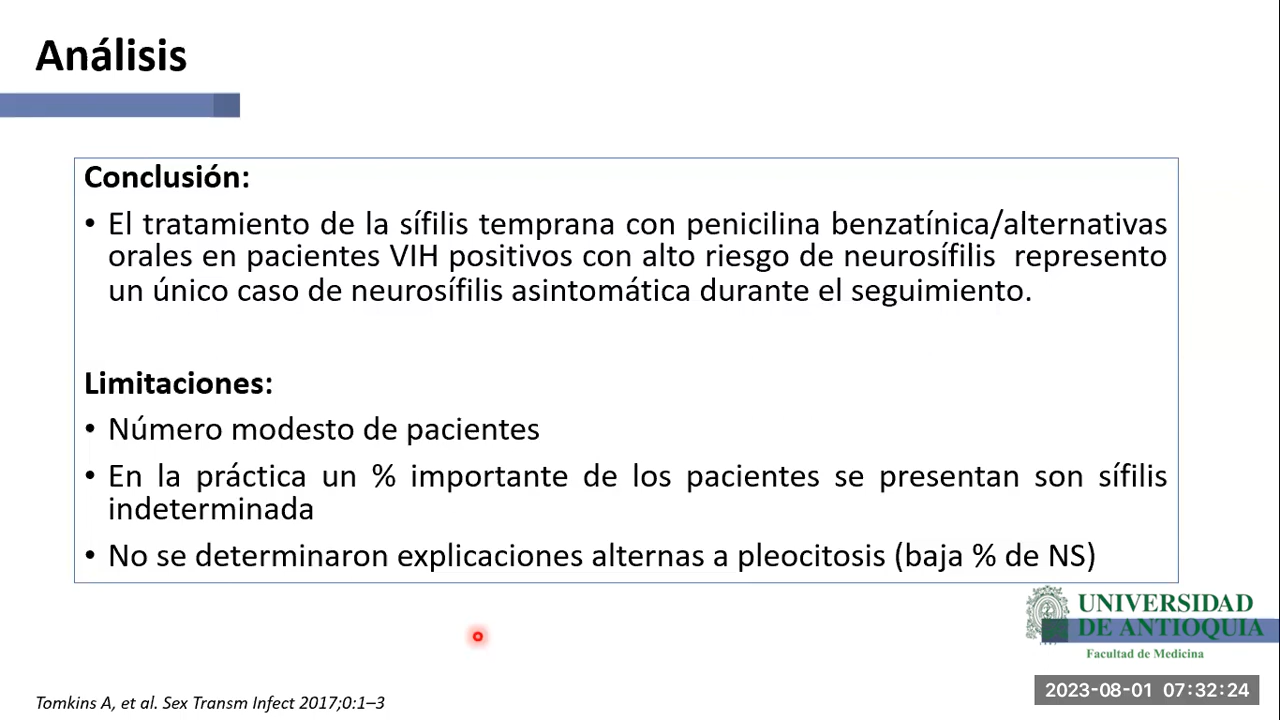 Análisis
Conclusión:
• El tratamiento de la sífilis temprana con penicilina benzatínica/alternativas
orales en pacientes VIH positivos con alto riesgo de neurosífilis  represento
un único caso de neurosífilis asintomática durante el seguimiento.
Limitaciones:
• Número modesto de pacientes
• En la práctica un % importante de los pacientes se presentan son sífilis
indeterminada
• No se determinaron explicaciones alternas a pleocitosis (baja % de NS)
UNIVERSIDAD
DE ANTIOQUIA
Facultad de Medicina
Tomkins A, et al. Sex Transm Infect 2017;0:1–3
2023-08-01 07:32:24